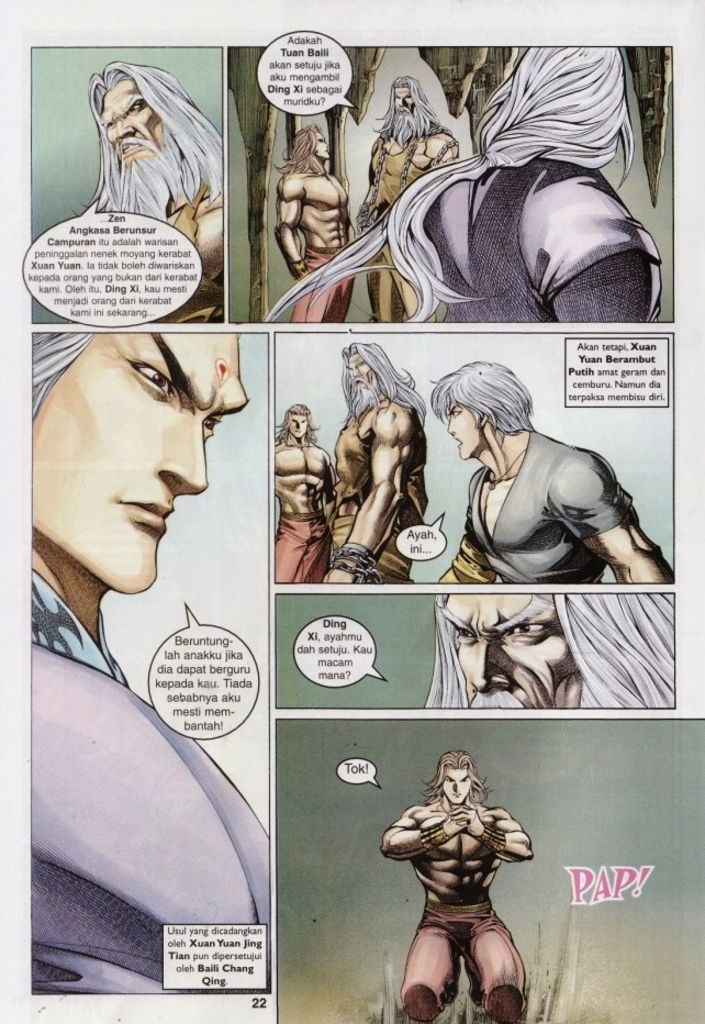 ...Zen
Angkasa Berunsur
Campuran itu adalah warisan
peninggalan nenek moyang kerabat
Xuan Yuan. Ia tidak boleh diwariskan
kepada orang yang bukan dari kerabat
kami. Oleh itu, Ding Xi, kau mesti
menjadi orang dari kerabat
kami ini sekarang...
Adakah
Tuan Baili
akan setuju jika
aku mengambil
Ding Xi sebagai
muridku?
Beruntung-
lah anakku jika
dia dapat berguru
kepada kau. Tiada
sebabnya aku
mesti mem-
bantah!
Usul yang dicadangkan
oleh Xuan Yuan Jing
Tian pun dipersetujui
oleh Baili Chang
Qing.
Akan tetapi, Xuan
Yuan Berambut
Putih amat geram dan
cemburu. Namun dia
terpaksa membisu diri.
Ayah,
ini...
Ding
Xi, ayahmu
dah setuju. Kau
macam
mana?
Tok!
PAP!
22